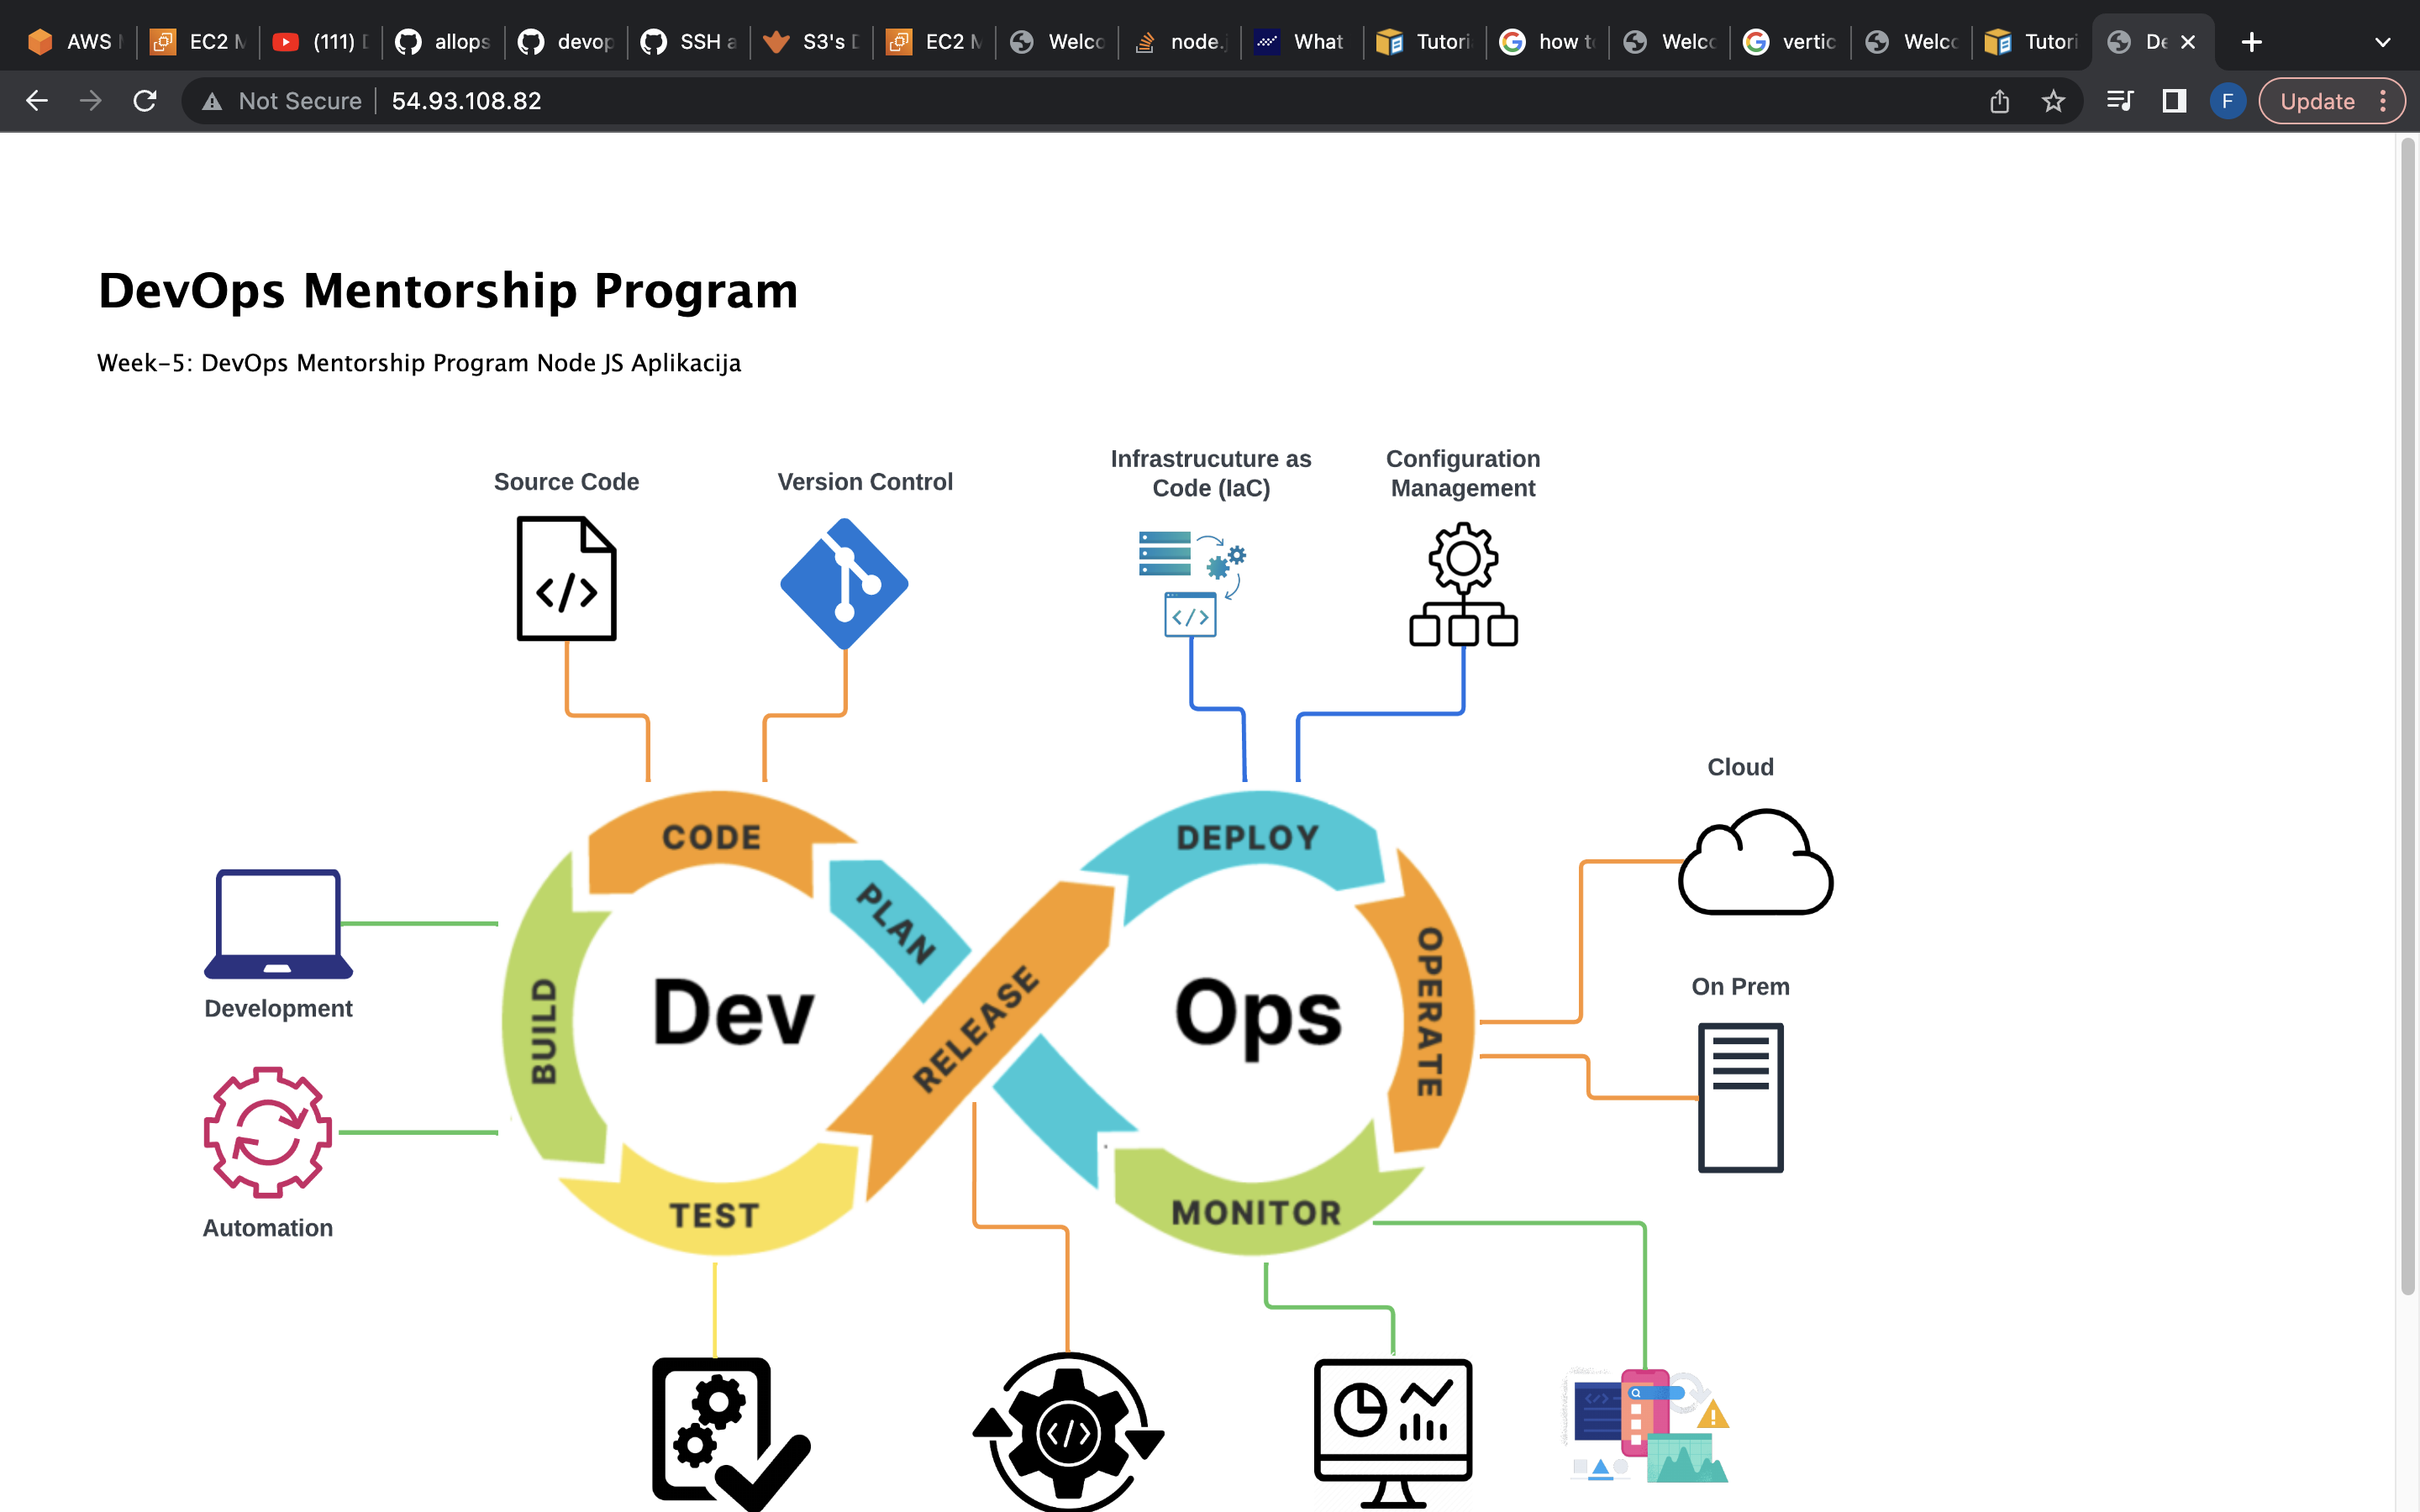 AWS
EC2 M
(111)
allops
devop
SSH a
S3's
EC2 M
Welco
node.
What
Tutori
how t
Welco
vertic
Welco
Tutori
De
Not Secure
54.93.108.82
F
Update
DevOps Mentorship Program
Week-5: DevOps Mentorship Program Node JS Aplikacija
Source Code
Version Control
Infrastrucuture as
Code (IaC)
Configuration
Management
</>
</>
Cloud
CODE
DEPLOY
PLAN
OPERATE
Dev
Ops
RELEASE
BUILD
On Prem
Development
TEST
MONITOR
Automation
</>
</>